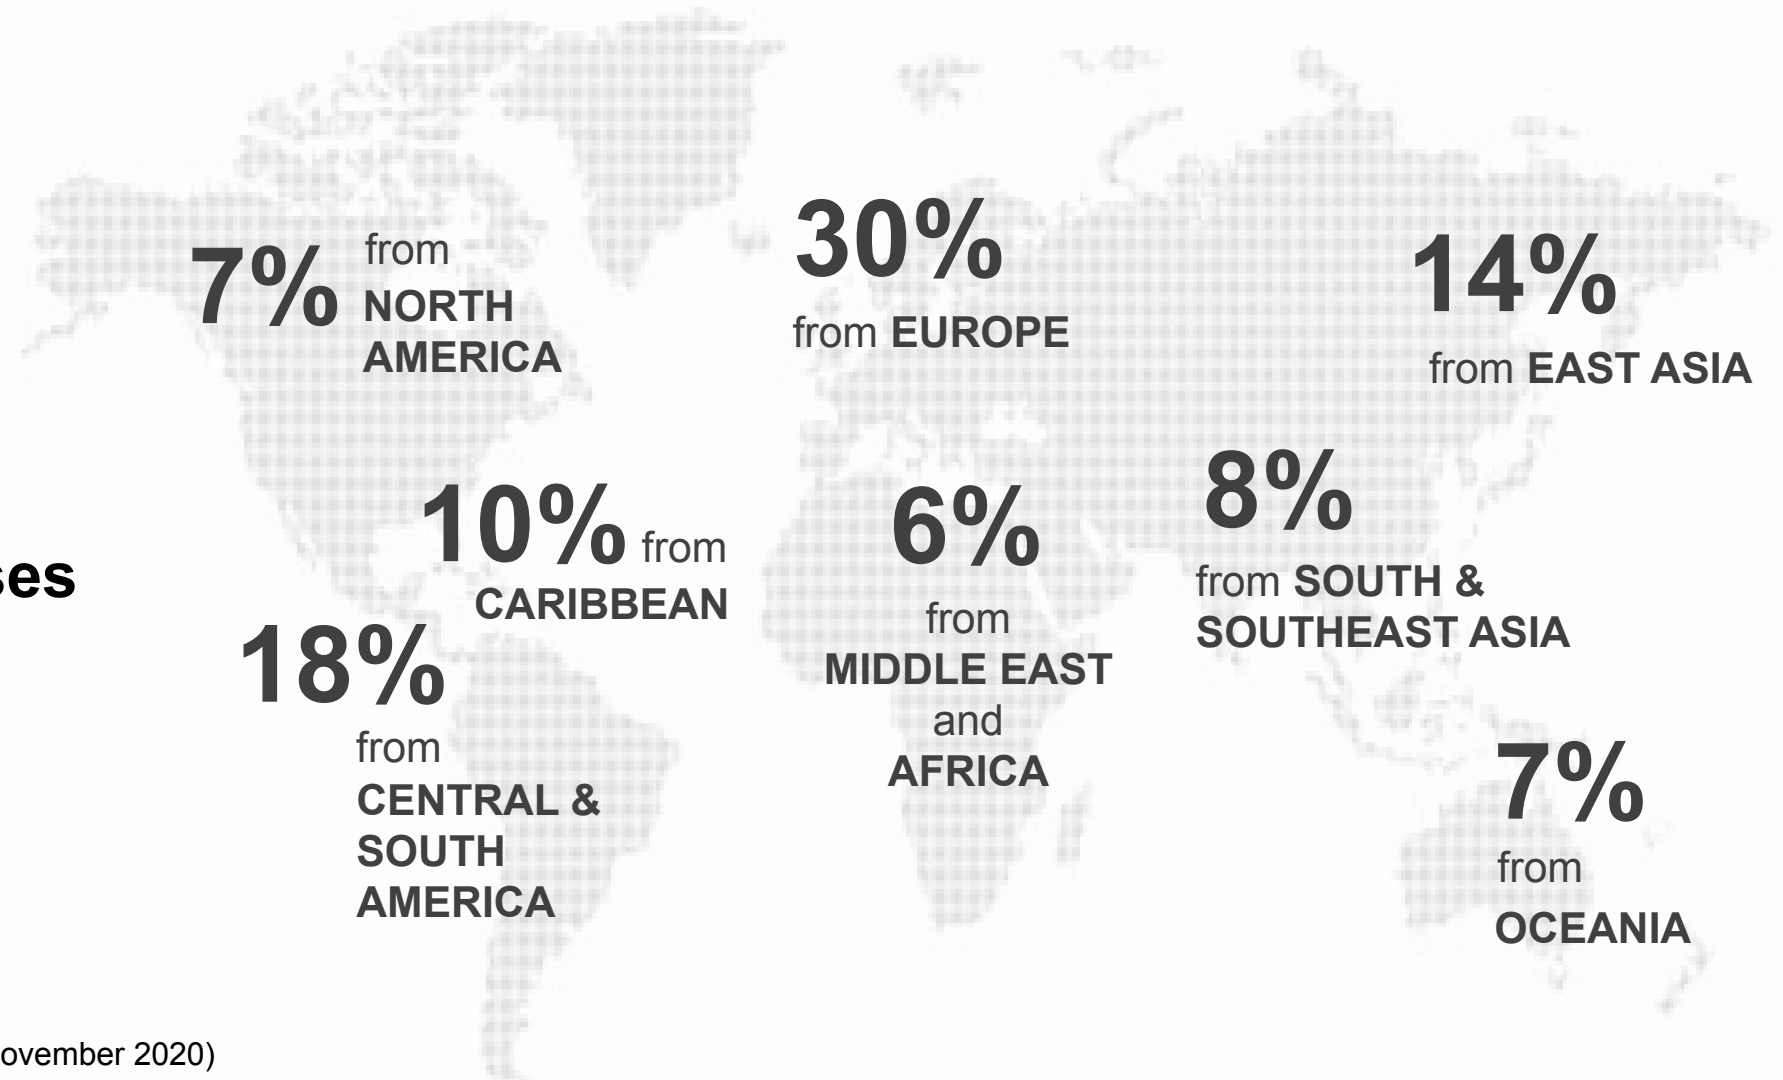 7%
from
NORTH
AMERICA
30%
from EUROPE
14%
from EAST ASIA
10% from
CARIBBEAN
6%
from
MIDDLE EAST
and
AFRICA
8%
from SOUTH &
SOUTHEAST ASIA
ses
18%
from
CENTRAL &
SOUTH
AMERICA
7%
from
OCEANIA
ovember 2020)